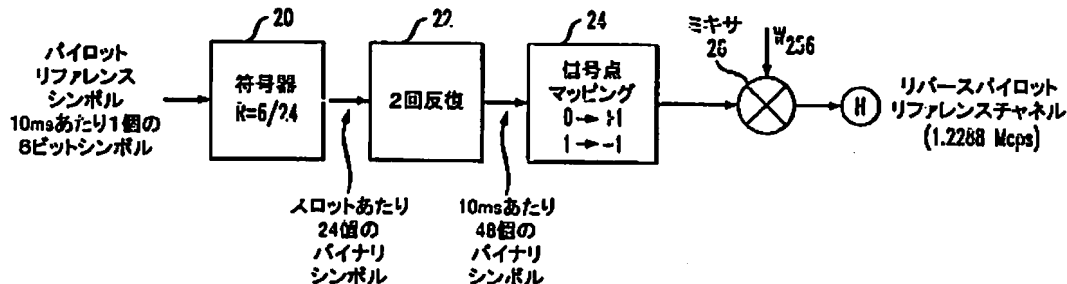 20
22
24
ミキサ
26
W256
パイロット
リファレンス
シンボル
10msあたり1個の
6ビットシンボル
符号器
R=6/24
2回反復
信号点
マッピング
0→+1
1→-1
H
リバースパイロット
リファレンスチャネル
(1.2288 Mcps)
スロットあたり
24個の
バイナリ
シンボル
10msあたり
48個の
バイナリ
シンボル